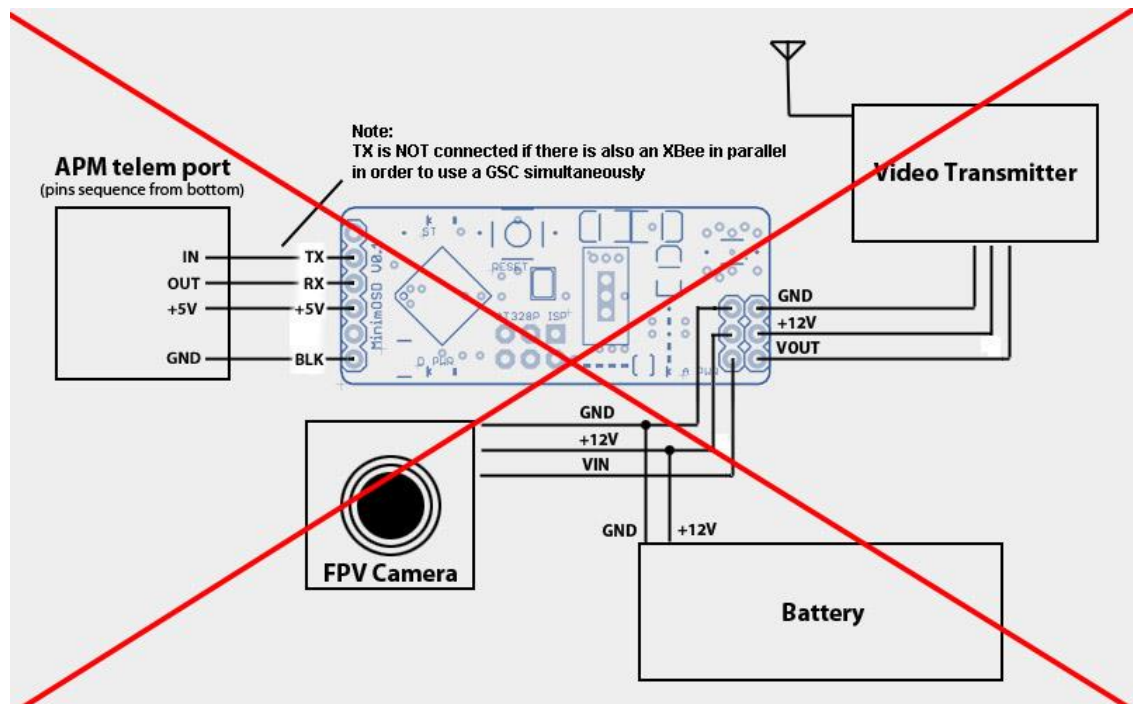 Note:
TX is NOT connected if there is also an XBee in parallel
in order to use a GSC simultaneously
APM telem port
(pins sequence from bottom)
Video Transmitter
IN
TX
OUT
RX
+5V
+5V
GND
BLK
MinimOSD V0.1
ST
RESET
AT328P ISP
D PWR
A PWR
GND
+12V
VOUT
GND
+12V
VIN
FPV Camera
GND
+12V
Battery